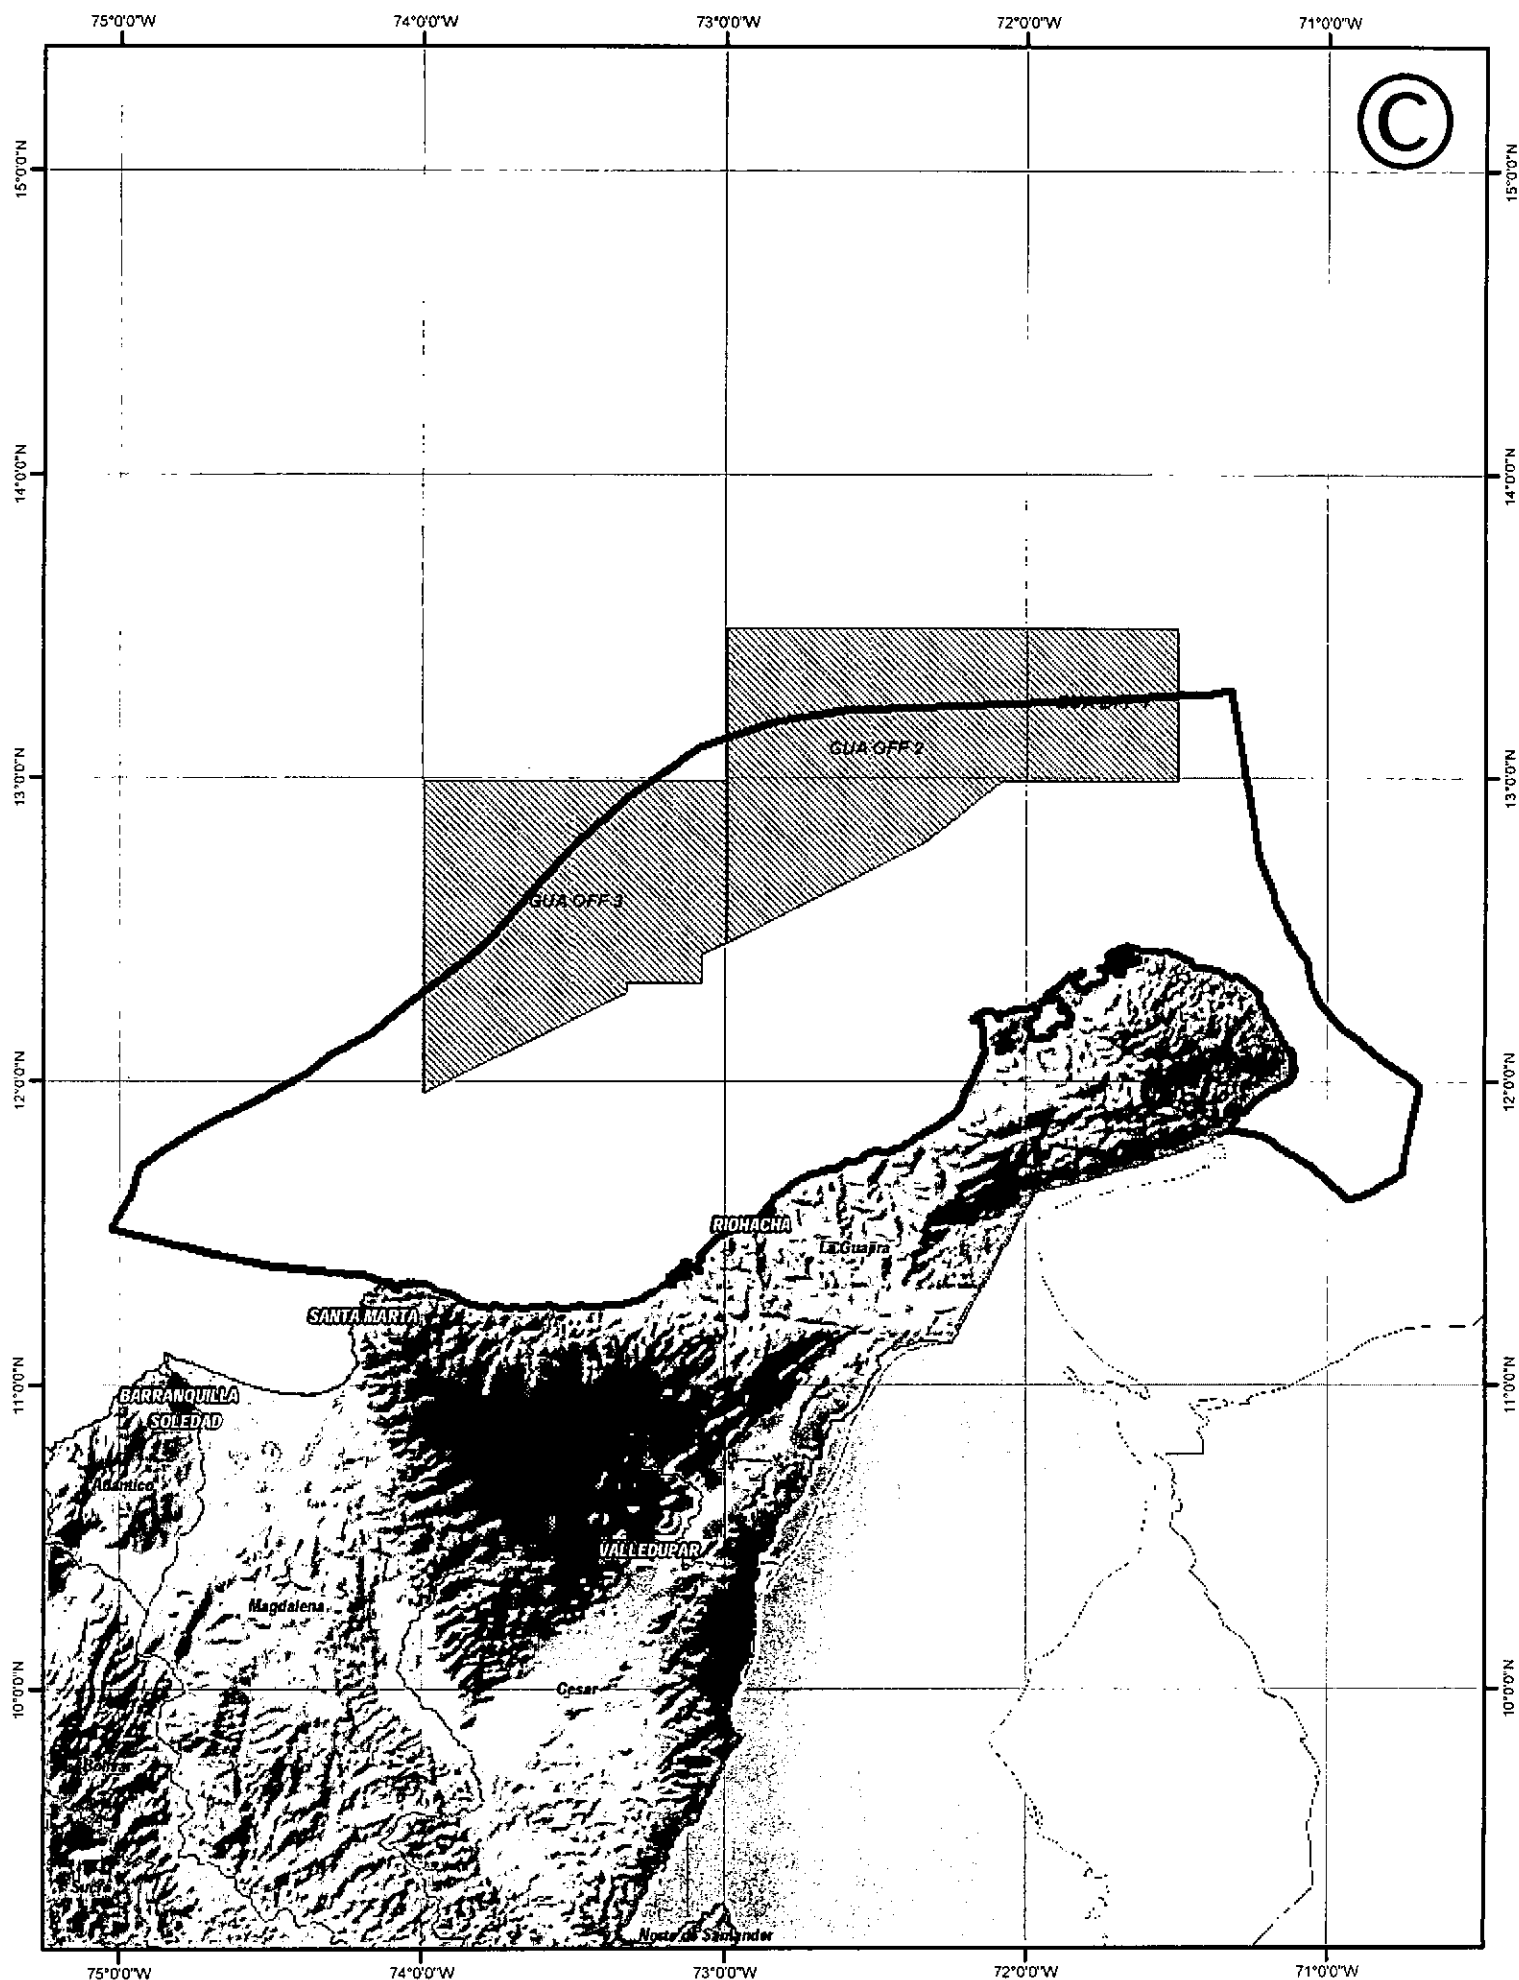 75°0'0"W 74°0'0"W 73°0'0"W 72°0'0"W 71°0'0"W
©
15°0'0"N 15°0'0"N
14°0'0"N 14°0'0"N
GUA OFF 2
13°0'0"N 13°0'0"N
GUA OFF 3
12°0'0"N 12°0'0"N
RIOHACHA
La Guajira
SANTA MARTA
11°0'0"N 11°0'0"N
BARRANQUILLA
SOLEDAD
Atlantico
VALLEDUPAR
Magdalena
Cesar
10°0'0"N 10°0'0"N
Bolivar
Sucre
Norte de Santander
75°0'0"W 74°0'0"W 73°0'0"W 72°0'0"W 71°0'0"W